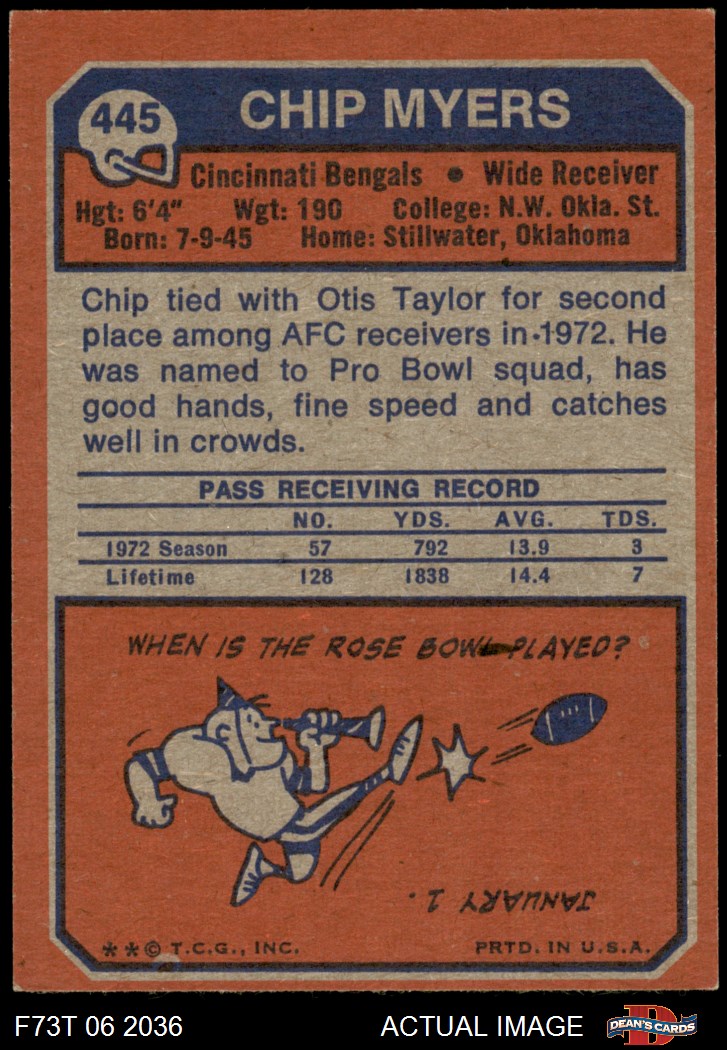 445
CHIP MYERS
Cincinnati Bengals • Wide Receiver
Hgt: 6'4" Wgt: 190 College: N.W. Okla. St.
Born: 7-9-45 Home: Stillwater, Oklahoma
Chip tied with Otis Taylor for second
place among AFC receivers in 1972. He
was named to Pro Bowl squad, has
good hands, fine speed and catches
well in crowds.
PASS RECEIVING RECORD
NO. YDS. AVG. TDS.
1972 Season 57 792 13.9 3
Lifetime 128 1838 14.4 7
WHEN IS THE ROSE BOWL PLAYED?
JANUARY 1.
**© T.C.G., INC. PRTD. IN U.S.A.
F73T 06 2036 ACTUAL IMAGE DEAN'S CARDS